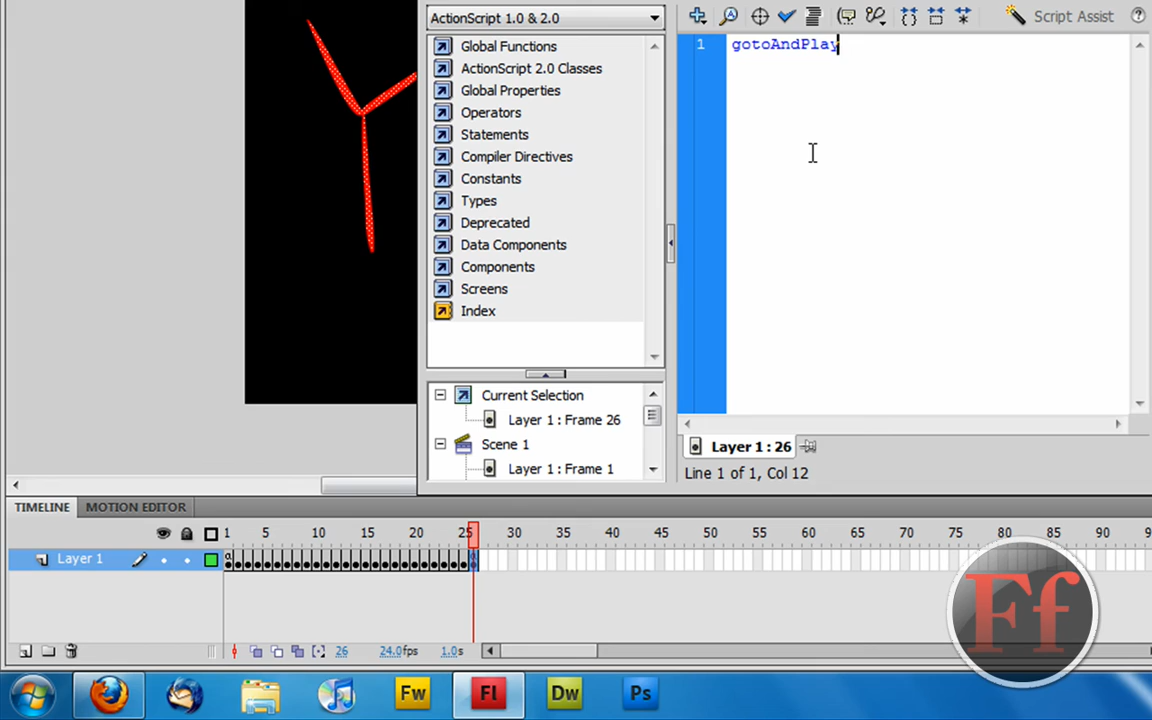 ActionScript 1.0 & 2.0
Script Assist
Global Functions
ActionScript 2.0 Classes
Global Properties
Operators
Statements
Compiler Directives
Constants
Types
Deprecated
Data Components
Components
Screens
Index
1 gotoAndPlay
Current Selection
Layer 1 : Frame 26
Scene 1
Layer 1 : Frame 1
Layer 1 : 26
Line 1 of 1, Col 12
TIMELINE MOTION EDITOR
1 5 10 15 20 25 30 35 40 45 50 55 60 65 70 75 80 85 90 95
Layer 1
26 24.0fps 1.0s
Ff
Fw Fl Dw Ps